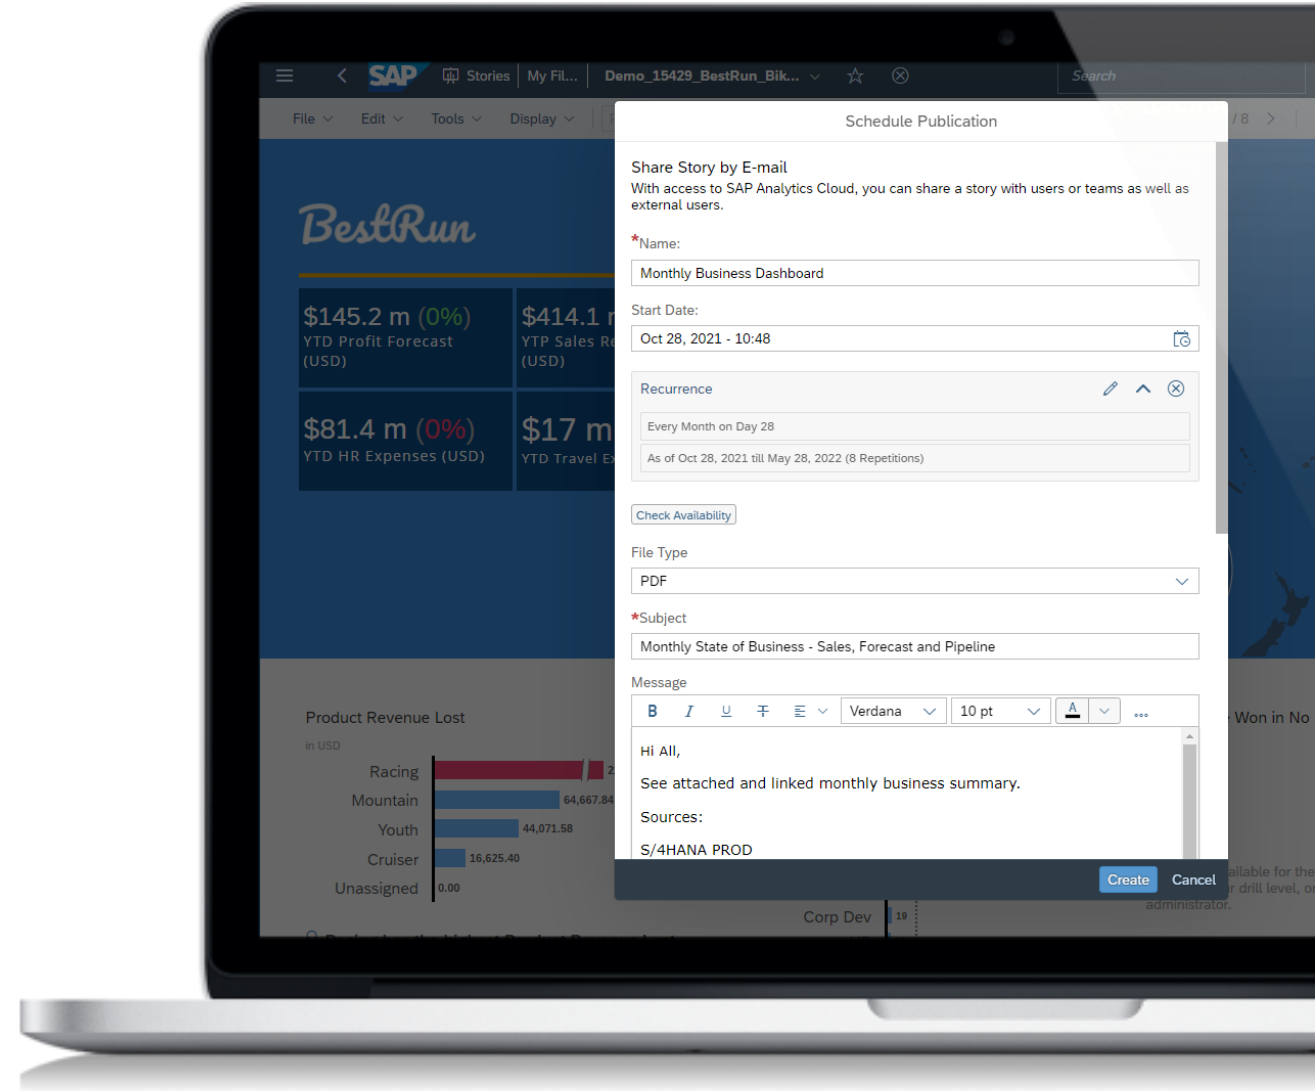 SAP
Stories
My Fil...
Demo_15429_BestRun_Bik...
Search
File
Edit
Tools
Display
/ 8
Schedule Publication
Share Story by E-mail
With access to SAP Analytics Cloud, you can share a story with users or teams as well as
external users.
*Name:
Monthly Business Dashboard
Start Date:
Oct 28, 2021 - 10:48
Recurrence
Every Month on Day 28
As of Oct 28, 2021 till May 28, 2022 (8 Repetitions)
Check Availability
File Type
PDF
*Subject
Monthly State of Business - Sales, Forecast and Pipeline
Message
B I U T Verdana 10 pt A
Hi All,
See attached and linked monthly business summary.
Sources:
S/4HANA PROD
Create
Cancel
BestRun
$145.2 m (0%)
YTD Profit Forecast
(USD)
$414.1
YTP Sales
(USD)
$81.4 m (0%)
YTD HR Expenses (USD)
$17 m
YTD Travel
Product Revenue Lost
in USD
Racing
Mountain 64,667.84
Youth 44,071.58
Cruiser 16,625.40
Unassigned 0.00
Corp Dev 19
Won in No
for the
drill level,
administrator.